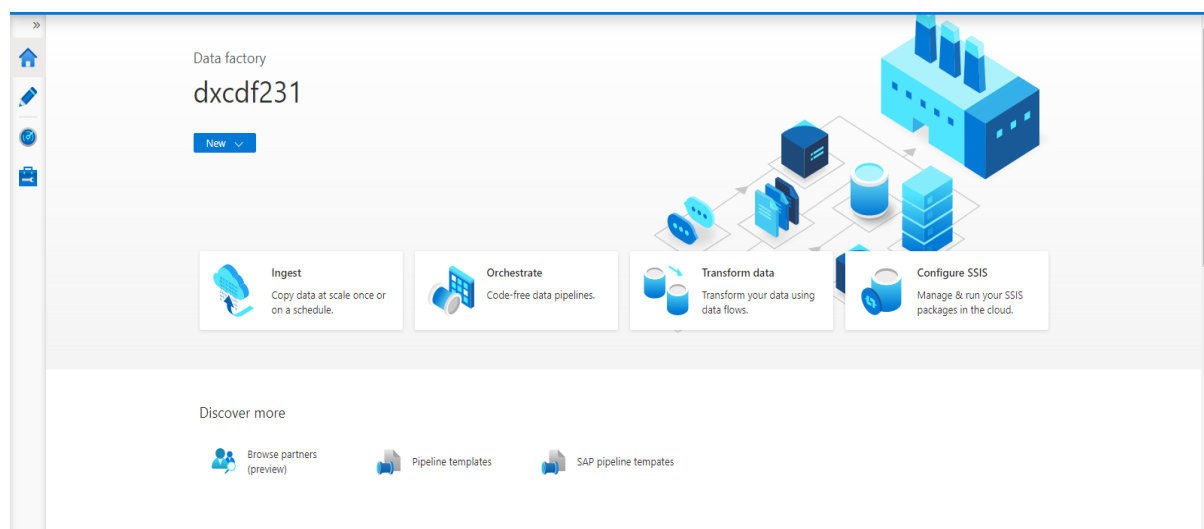 »
Data factory
dxcdf231
New
Ingest
Copy data at scale once or
on a schedule.
Orchestrate
Code-free data pipelines.
Transform data
Transform your data using
data flows.
Configure SSIS
Manage & run your SSIS
packages in the cloud.
Discover more
Browse partners
(preview)
Pipeline templates
SAP pipeline tempates